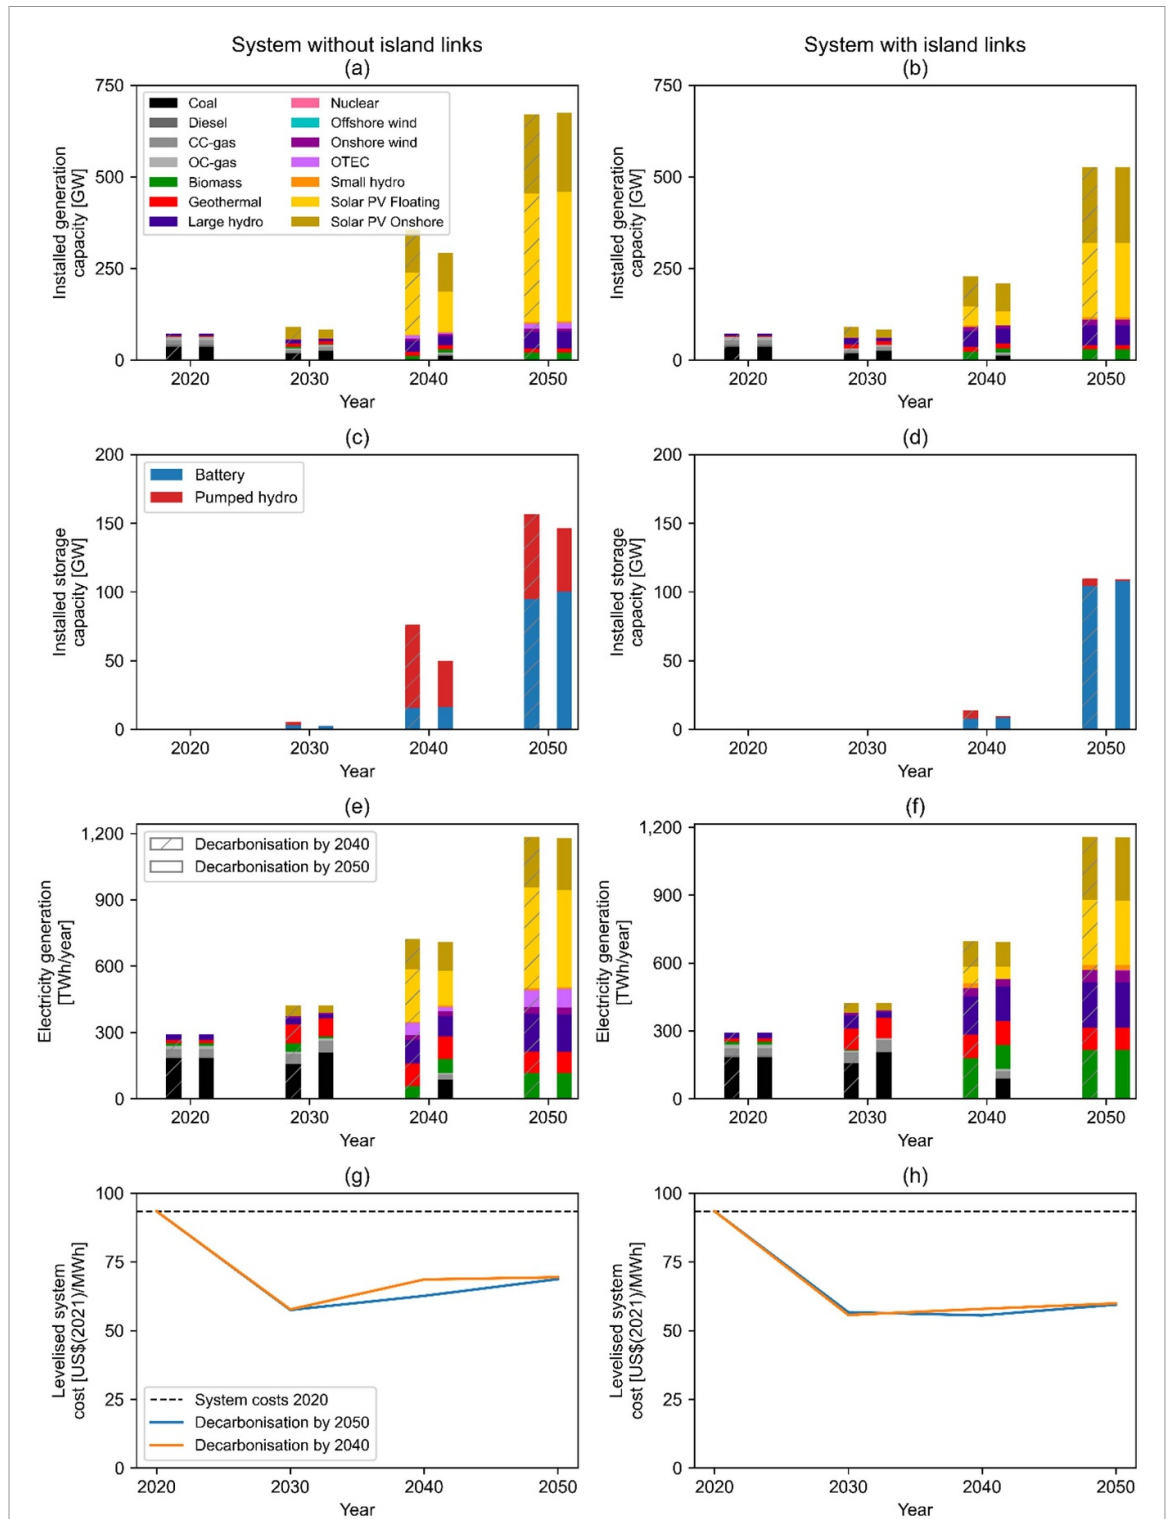 System without island links
System with island links
(a)
(b)
750
500
250
0
Installed generation
capacity [GW]
Coal
Diesel
CC-gas
OC-gas
Biomass
Geothermal
Large hydro
Nuclear
Offshore wind
Onshore wind
OTEC
Small hydro
Solar PV Floating
Solar PV Onshore
2020
2030
2040
2050
Year
750
500
250
0
Installed generation
capacity [GW]
2020
2030
2040
2050
Year
(c)
(d)
200
150
100
50
0
Installed storage
capacity [GW]
Battery
Pumped hydro
2020
2030
2040
2050
Year
200
150
100
50
0
Installed storage
capacity [GW]
2020
2030
2040
2050
Year
(e)
(f)
1,200
900
600
300
0
Electricity generation
[TWh/year]
Decarbonisation by 2040
Decarbonisation by 2050
2020
2030
2040
2050
Year
1,200
900
600
300
0
Electricity generation
[TWh/year]
2020
2030
2040
2050
Year
(g)
(h)
100
75
50
25
0
Levelised system
cost [US$(2021)/MWh]
System costs 2020
Decarbonisation by 2050
Decarbonisation by 2040
2020
2030
2040
2050
Year
100
75
50
25
0
Levelised system
cost [US$(2021)/MWh]
2020
2030
2040
2050
Year